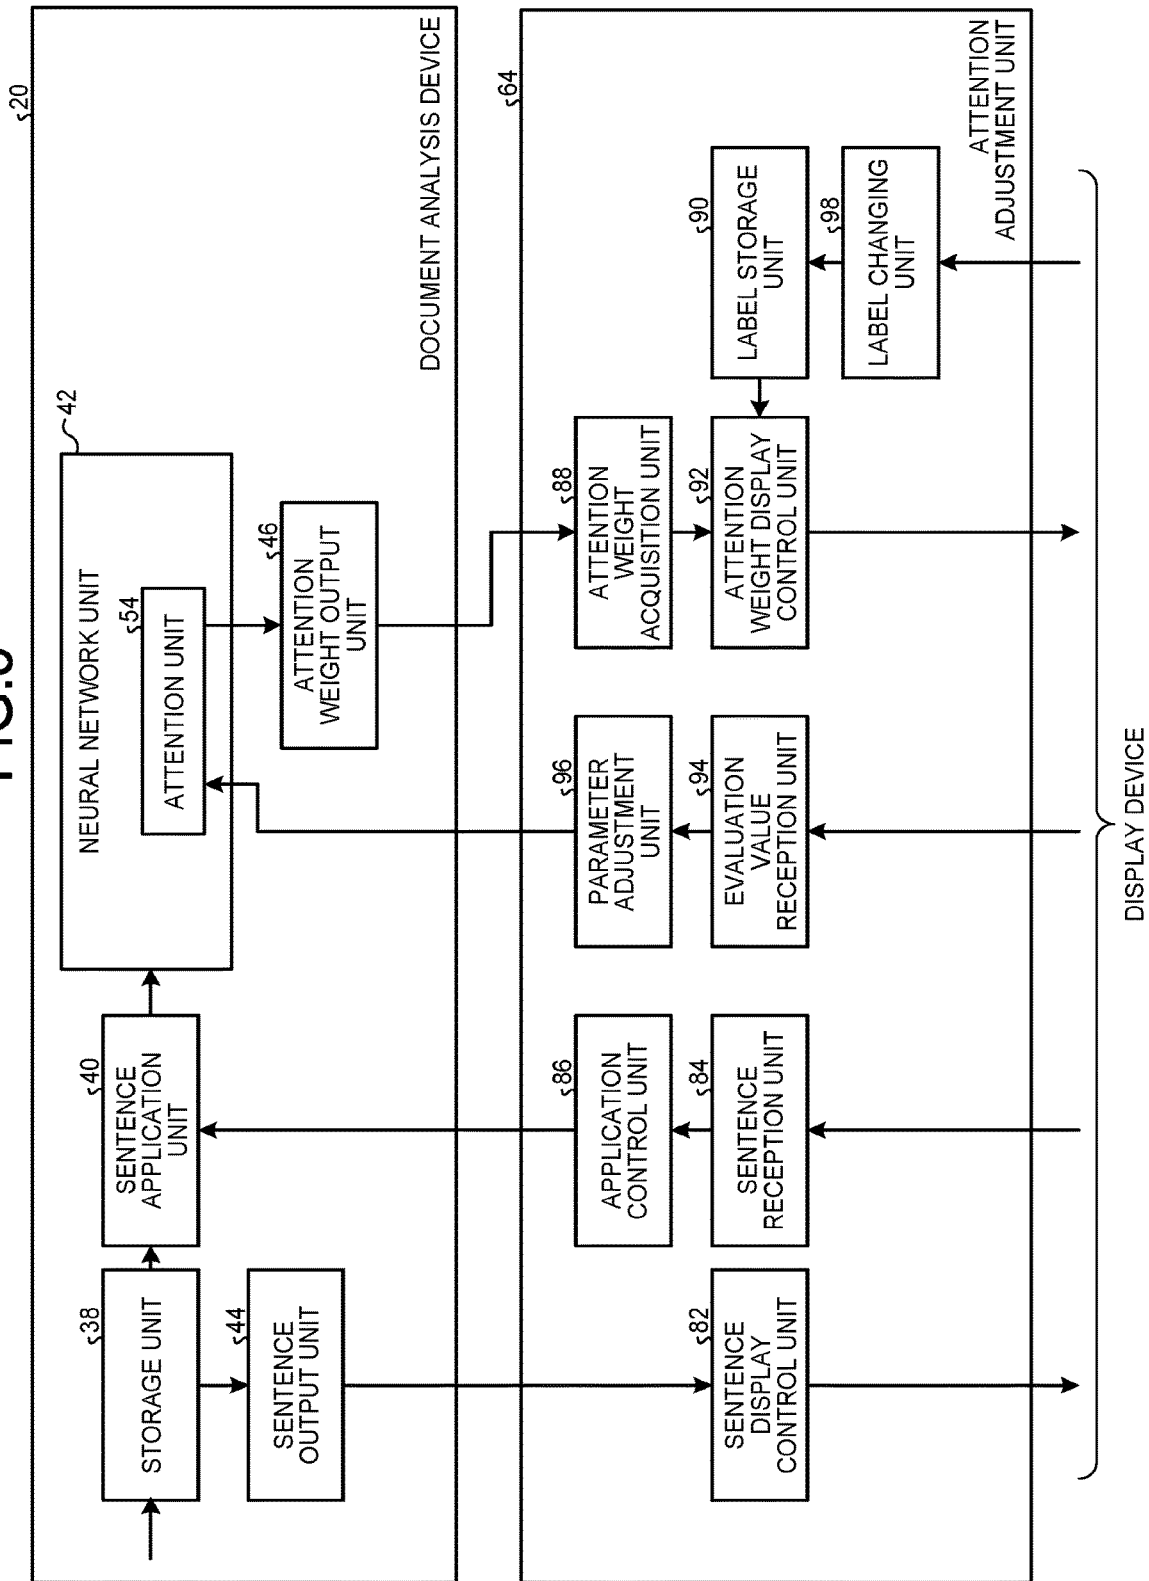 20
DOCUMENT ANALYSIS DEVICE
38
STORAGE UNIT
44
SENTENCE
OUTPUT UNIT
40
SENTENCE
APPLICATION
UNIT
42
NEURAL NETWORK UNIT
54
ATTENTION UNIT
46
ATTENTION
WEIGHT OUTPUT
UNIT
64
ATTENTION
ADJUSTMENT UNIT
82
SENTENCE
DISPLAY
CONTROL UNIT
86
APPLICATION
CONTROL UNIT
84
SENTENCE
RECEPTION UNIT
96
PARAMETER
ADJUSTMENT
UNIT
94
EVALUATION
VALUE
RECEPTION UNIT
88
ATTENTION
WEIGHT
ACQUISITION UNIT
92
ATTENTION
WEIGHT DISPLAY
CONTROL UNIT
90
LABEL STORAGE
UNIT
98
LABEL CHANGING
UNIT
DISPLAY DEVICE